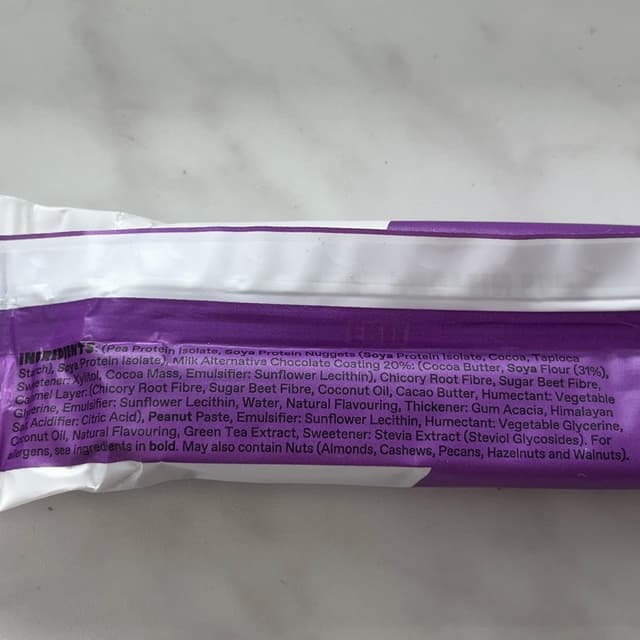 INGREDIENTS: (Pea Protein Isolate, Soya Protein Nuggets (Soya Protein Isolate, Cocoa, Tapioca
Starch), Soya Protein Isolate), Milk Alternative Chocolate Coating 20%: (Cocoa Butter, Soya Flour (31%),
Sweetener: Xylitol, Cocoa Mass, Emulsifier: Sunflower Lecithin), Chicory Root Fibre, Sugar Beet Fibre,
Caramel Layer: (Chicory Root Fibre, Sugar Beet Fibre, Coconut Oil, Cacao Butter, Humectant: Vegetable
Glycerine, Emulsifier: Sunflower Lecithin, Water, Natural Flavouring, Thickener: Gum Acacia, Himalayan
Salt, Acidifier: Citric Acid), Peanut Paste, Emulsifier: Sunflower Lecithin, Humectant: Vegetable Glycerine,
Coconut Oil, Natural Flavouring, Green Tea Extract, Sweetener: Stevia Extract (Steviol Glycosides). For
allergens, see ingredients in bold. May also contain Nuts (Almonds, Cashews, Pecans, Hazelnuts and Walnuts).